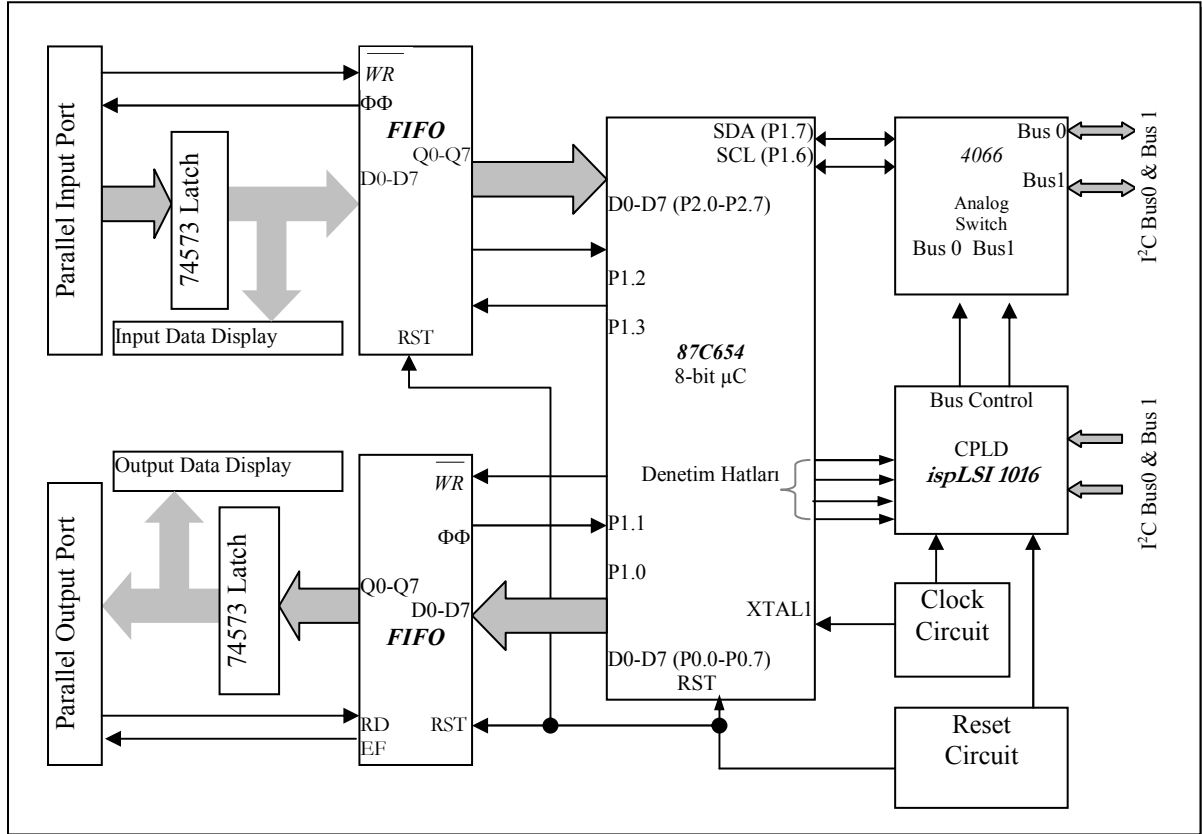 Parallel Input Port
74573 Latch
Input Data Display
WR
ΦΦ
FIFO
Q0-Q7
D0-D7
RST
SDA (P1.7)
SCL (P1.6)
D0-D7 (P2.0-P2.7)
P1.2
P1.3
87C654
8-bit µC
Denetim Hatları
P1.1
P1.0
XTAL1
D0-D7 (P0.0-P0.7)
RST
Bus 0
4066
Bus1
Analog
Switch
Bus 0 Bus1
I²C Bus0 & Bus 1
Bus Control
CPLD
ispLSI 1016
I²C Bus0 & Bus 1
Clock
Circuit
Reset
Circuit
Parallel Output Port
Output Data Display
74573 Latch
WR
ΦΦ
Q0-Q7
D0-D7
FIFO
RD
RST
EF